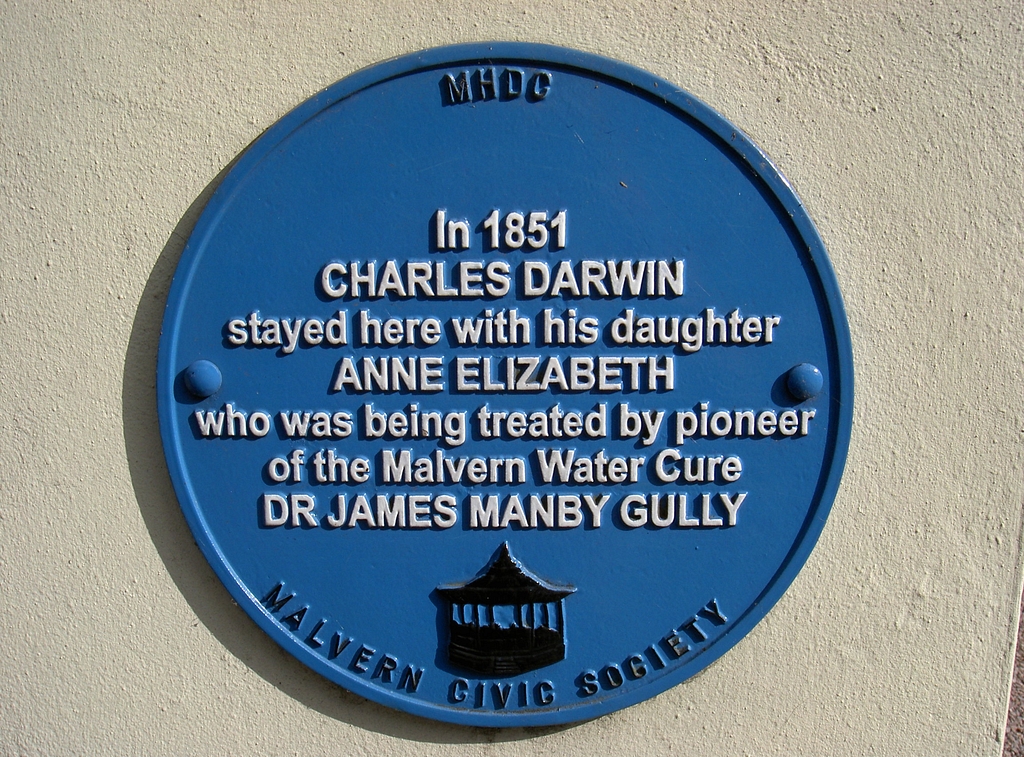 MHDC
In 1851
CHARLES DARWIN
stayed here with his daughter
ANNE ELIZABETH
who was being treated by pioneer
of the Malvern Water Cure
DR JAMES MANBY GULLY
MALVERN CIVIC SOCIETY